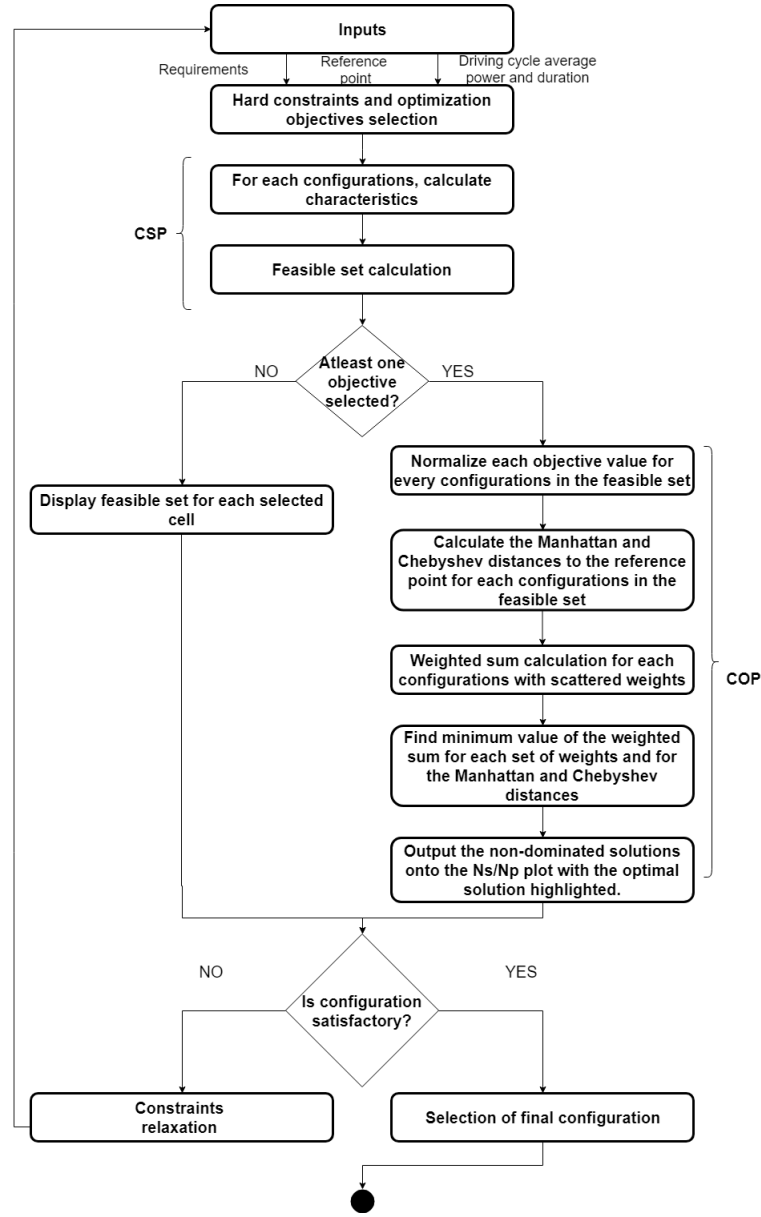 Inputs
Requirements
Reference
point
Driving cycle average
power and duration
Hard constraints and optimization
objectives selection
For each configurations, calculate
characteristics
CSP
Feasible set calculation
Atleast one
objective
selected?
NO
YES
Display feasible set for each selected
cell
Normalize each objective value for
every configurations in the feasible set
Calculate the Manhattan and
Chebyshev distances to the reference
point for each configurations in the
feasible set
Weighted sum calculation for each
configurations with scattered weights
COP
Find minimum value of the weighted
sum for each set of weights and for
the Manhattan and Chebyshev
distances
Output the non-dominated solutions
onto the Ns/Np plot with the optimal
solution highlighted.
NO
YES
Is configuration
satisfactory?
Constraints
relaxation
Selection of final configuration